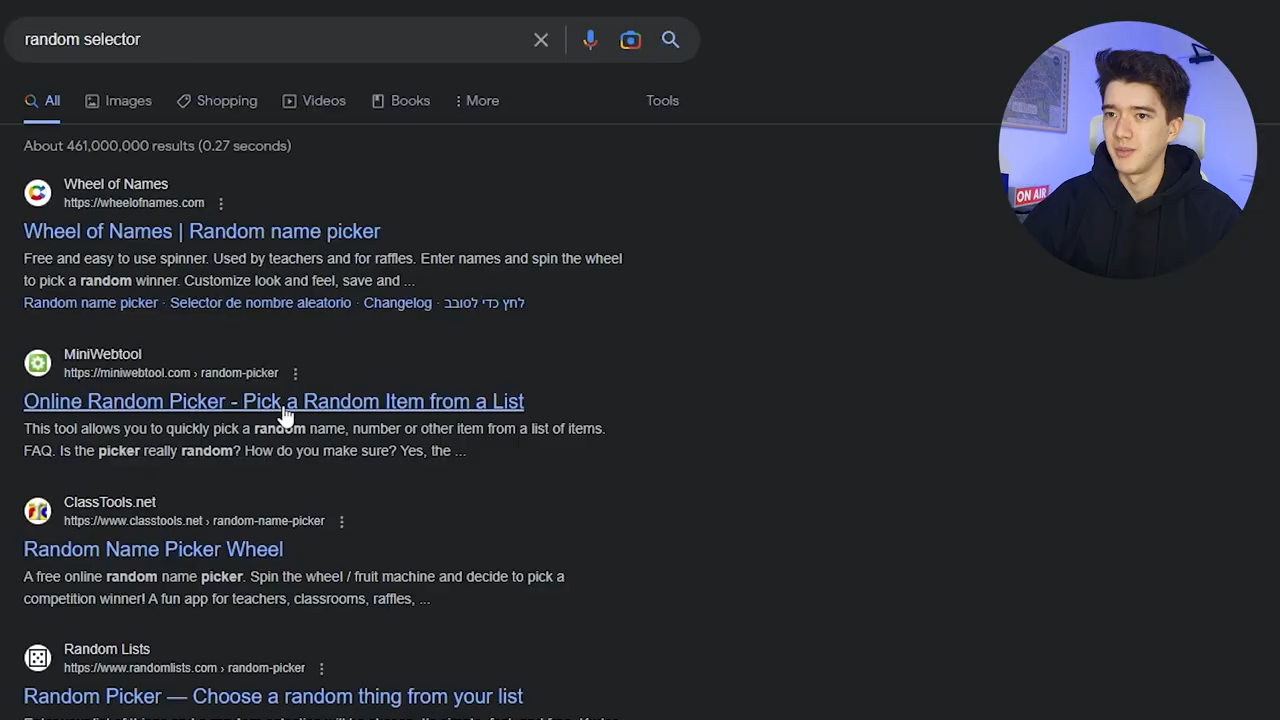 random selector
All Images Shopping Videos Books More Tools
About 461,000,000 results (0.27 seconds)
Wheel of Names
https://wheelofnames.com
Wheel of Names | Random name picker
Free and easy to use spinner. Used by teachers and for raffles. Enter names and spin the wheel
to pick a random winner. Customize look and feel, save and ...
Random name picker · Selector de nombre aleatorio · Changelog · לחץ כדי לסובב
MiniWebtool
https://miniwebtool.com › random-picker
Online Random Picker - Pick a Random Item from a List
This tool allows you to quickly pick a random name, number or other item from a list of items.
FAQ. Is the picker really random? How do you make sure? Yes, the ...
ClassTools.net
https://www.classtools.net › random-name-picker
Random Name Picker Wheel
A free online random name picker. Spin the wheel / fruit machine and decide to pick a
competition winner! A fun app for teachers, classrooms, raffles, ...
Random Lists
https://www.randomlists.com › random-picker
Random Picker — Choose a random thing from your list
ON AIR